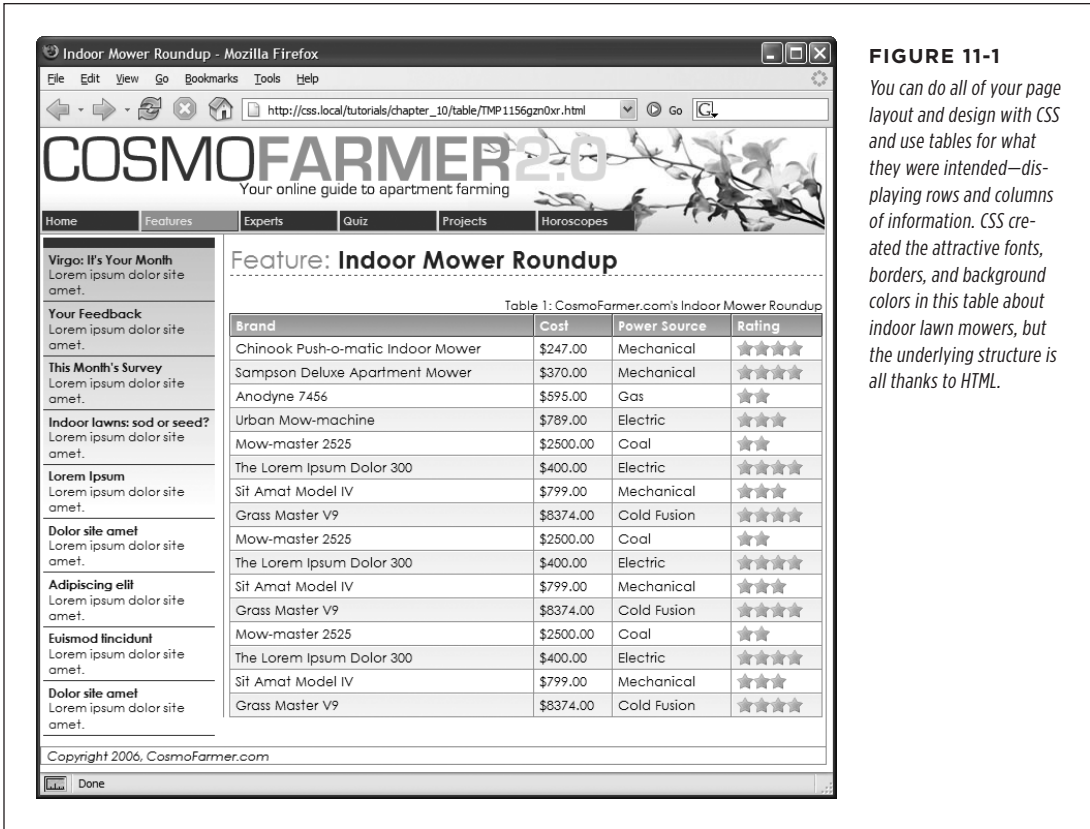 Indoor Mower Roundup - Mozilla Firefox
File Edit View Go Bookmarks Tools Help
http://css.local/tutorials/chapter_10/table/TMP1156gzn0xr.html Go G
COSMOFARMER2.0
Your online guide to apartment farming
Home Features Experts Quiz Projects Horoscopes
Virgo: It's Your Month
Lorem ipsum dolor site
amet.
Your Feedback
Lorem ipsum dolor site
amet.
This Month's Survey
Lorem ipsum dolor site
amet.
Indoor lawns: sod or seed?
Lorem ipsum dolor site
amet.
Lorem Ipsum
Lorem ipsum dolor site
amet.
Dolor site amet
Lorem ipsum dolor site
amet.
Adipiscing elit
Lorem ipsum dolor site
amet.
Euismod tincidunt
Lorem ipsum dolor site
amet.
Dolor site amet
Lorem ipsum dolor site
amet.
Feature: Indoor Mower Roundup
Table 1: CosmoFarmer.com's Indoor Mower Roundup
Brand Cost Power Source Rating
Chinook Push-o-matic Indoor Mower $247.00 Mechanical
Sampson Deluxe Apartment Mower $370.00 Mechanical
Anodyne 7456 $595.00 Gas
Urban Mow-machine $789.00 Electric
Mow-master 2525 $2500.00 Coal
The Lorem Ipsum Dolor 300 $400.00 Electric
Sit Amat Model IV $799.00 Mechanical
Grass Master V9 $8374.00 Cold Fusion
Mow-master 2525 $2500.00 Coal
The Lorem Ipsum Dolor 300 $400.00 Electric
Sit Amat Model IV $799.00 Mechanical
Grass Master V9 $8374.00 Cold Fusion
Mow-master 2525 $2500.00 Coal
The Lorem Ipsum Dolor 300 $400.00 Electric
Sit Amat Model IV $799.00 Mechanical
Grass Master V9 $8374.00 Cold Fusion
Copyright 2006, CosmoFarmer.com
Done
FIGURE 11-1
You can do all of your page
layout and design with CSS
and use tables for what
they were intended—dis-
playing rows and columns
of information. CSS cre-
ated the attractive fonts,
borders, and background
colors in this table about
indoor lawn mowers, but
the underlying structure is
all thanks to HTML.